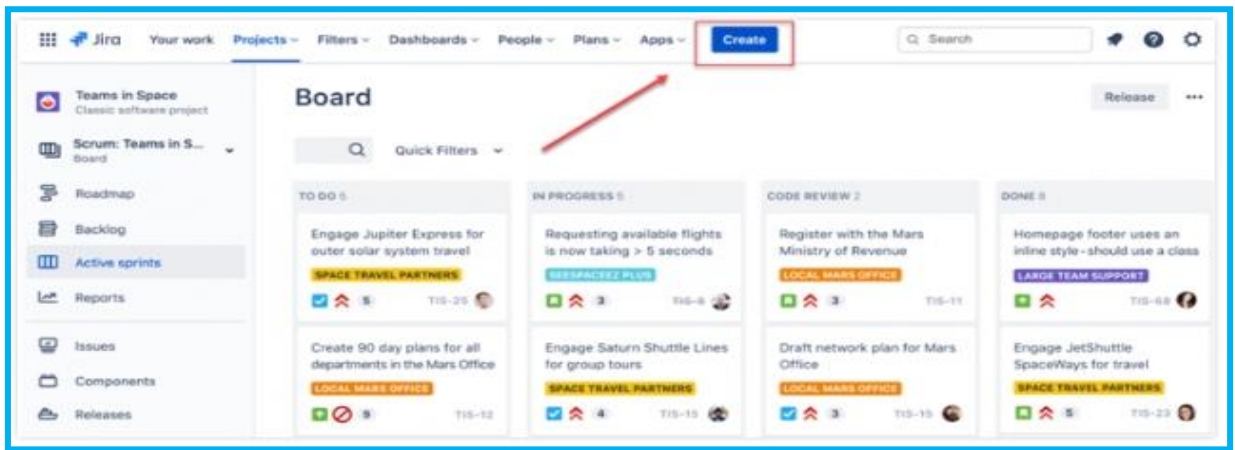 Jira Your work Projects Filters Dashboards People Plans Apps Create Search
Teams in Space
Classic software project
Scrum: Teams in S...
Board
Roadmap
Backlog
Active sprints
Reports
Issues
Components
Releases
Board
Release
Quick Filters
TO DO 5
Engage Jupiter Express for
outer solar system travel
SPACE TRAVEL PARTNERS
5 TIS-25
Create 90 day plans for all
departments in the Mars Office
LOCAL MARS OFFICE
9 TIS-12
IN PROGRESS 5
Requesting available flights
is now taking > 5 seconds
SEESPACEEZ PLUS
3 TIS-8
Engage Saturn Shuttle Lines
for group tours
SPACE TRAVEL PARTNERS
4 TIS-15
CODE REVIEW 2
Register with the Mars
Ministry of Revenue
LOCAL MARS OFFICE
3 TIS-11
Draft network plan for Mars
Office
LOCAL MARS OFFICE
3 TIS-15
DONE 8
Homepage footer uses an
inline style - should use a class
LARGE TEAM SUPPORT
TIS-68
Engage JetShuttle
SpaceWays for travel
SPACE TRAVEL PARTNERS
5 TIS-23